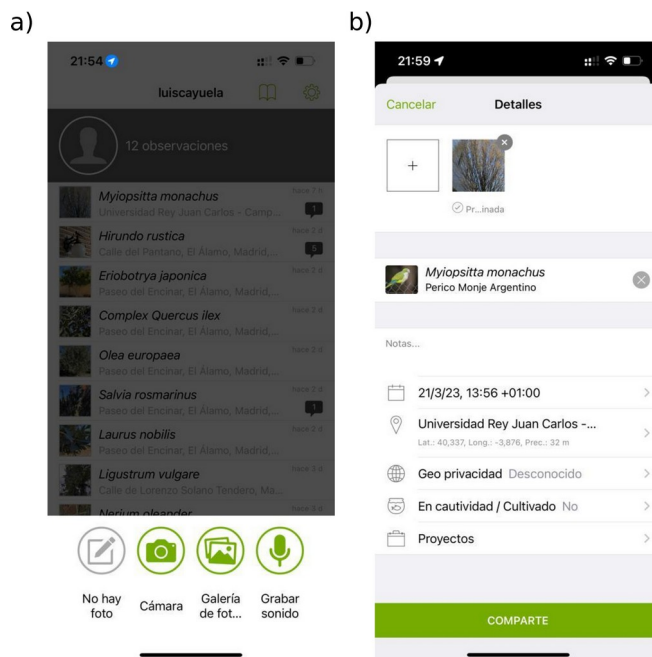 a)
21:54
luiscayuela
12 observaciones
Myiopsitta monachus
hace 7 h
Universidad Rey Juan Carlos - Camp...
1
Hirundo rustica
hace 2 d
Calle del Pantano, El Álamo, Madrid,...
5
Eriobotrya japonica
hace 2 d
Paseo del Encinar, El Álamo, Madrid,...
Complex Quercus ilex
hace 2 d
Paseo del Encinar, El Álamo, Madrid,...
Olea europaea
hace 2 d
Paseo del Encinar, El Álamo, Madrid,...
Salvia rosmarinus
hace 2 d
Paseo del Encinar, El Álamo, Madrid,...
1
Laurus nobilis
hace 2 d
Paseo del Encinar, El Álamo, Madrid,...
Ligustrum vulgare
hace 3 d
Calle de Lorenzo Solano Tendero, Ma...
Nerium oleander
hace 3 d
No hay foto
Cámara
Galería de fot...
Grabar sonido
b)
21:59
Cancelar
Detalles
+
Pr...inada
Myiopsitta monachus
Perico Monje Argentino
Notas...
21/3/23, 13:56 +01:00
Universidad Rey Juan Carlos -...
Lat.: 40,337, Long.: -3,876, Prec.: 32 m
Geo privacidad Desconocido
En cautividad / Cultivado No
Proyectos
COMPARTE